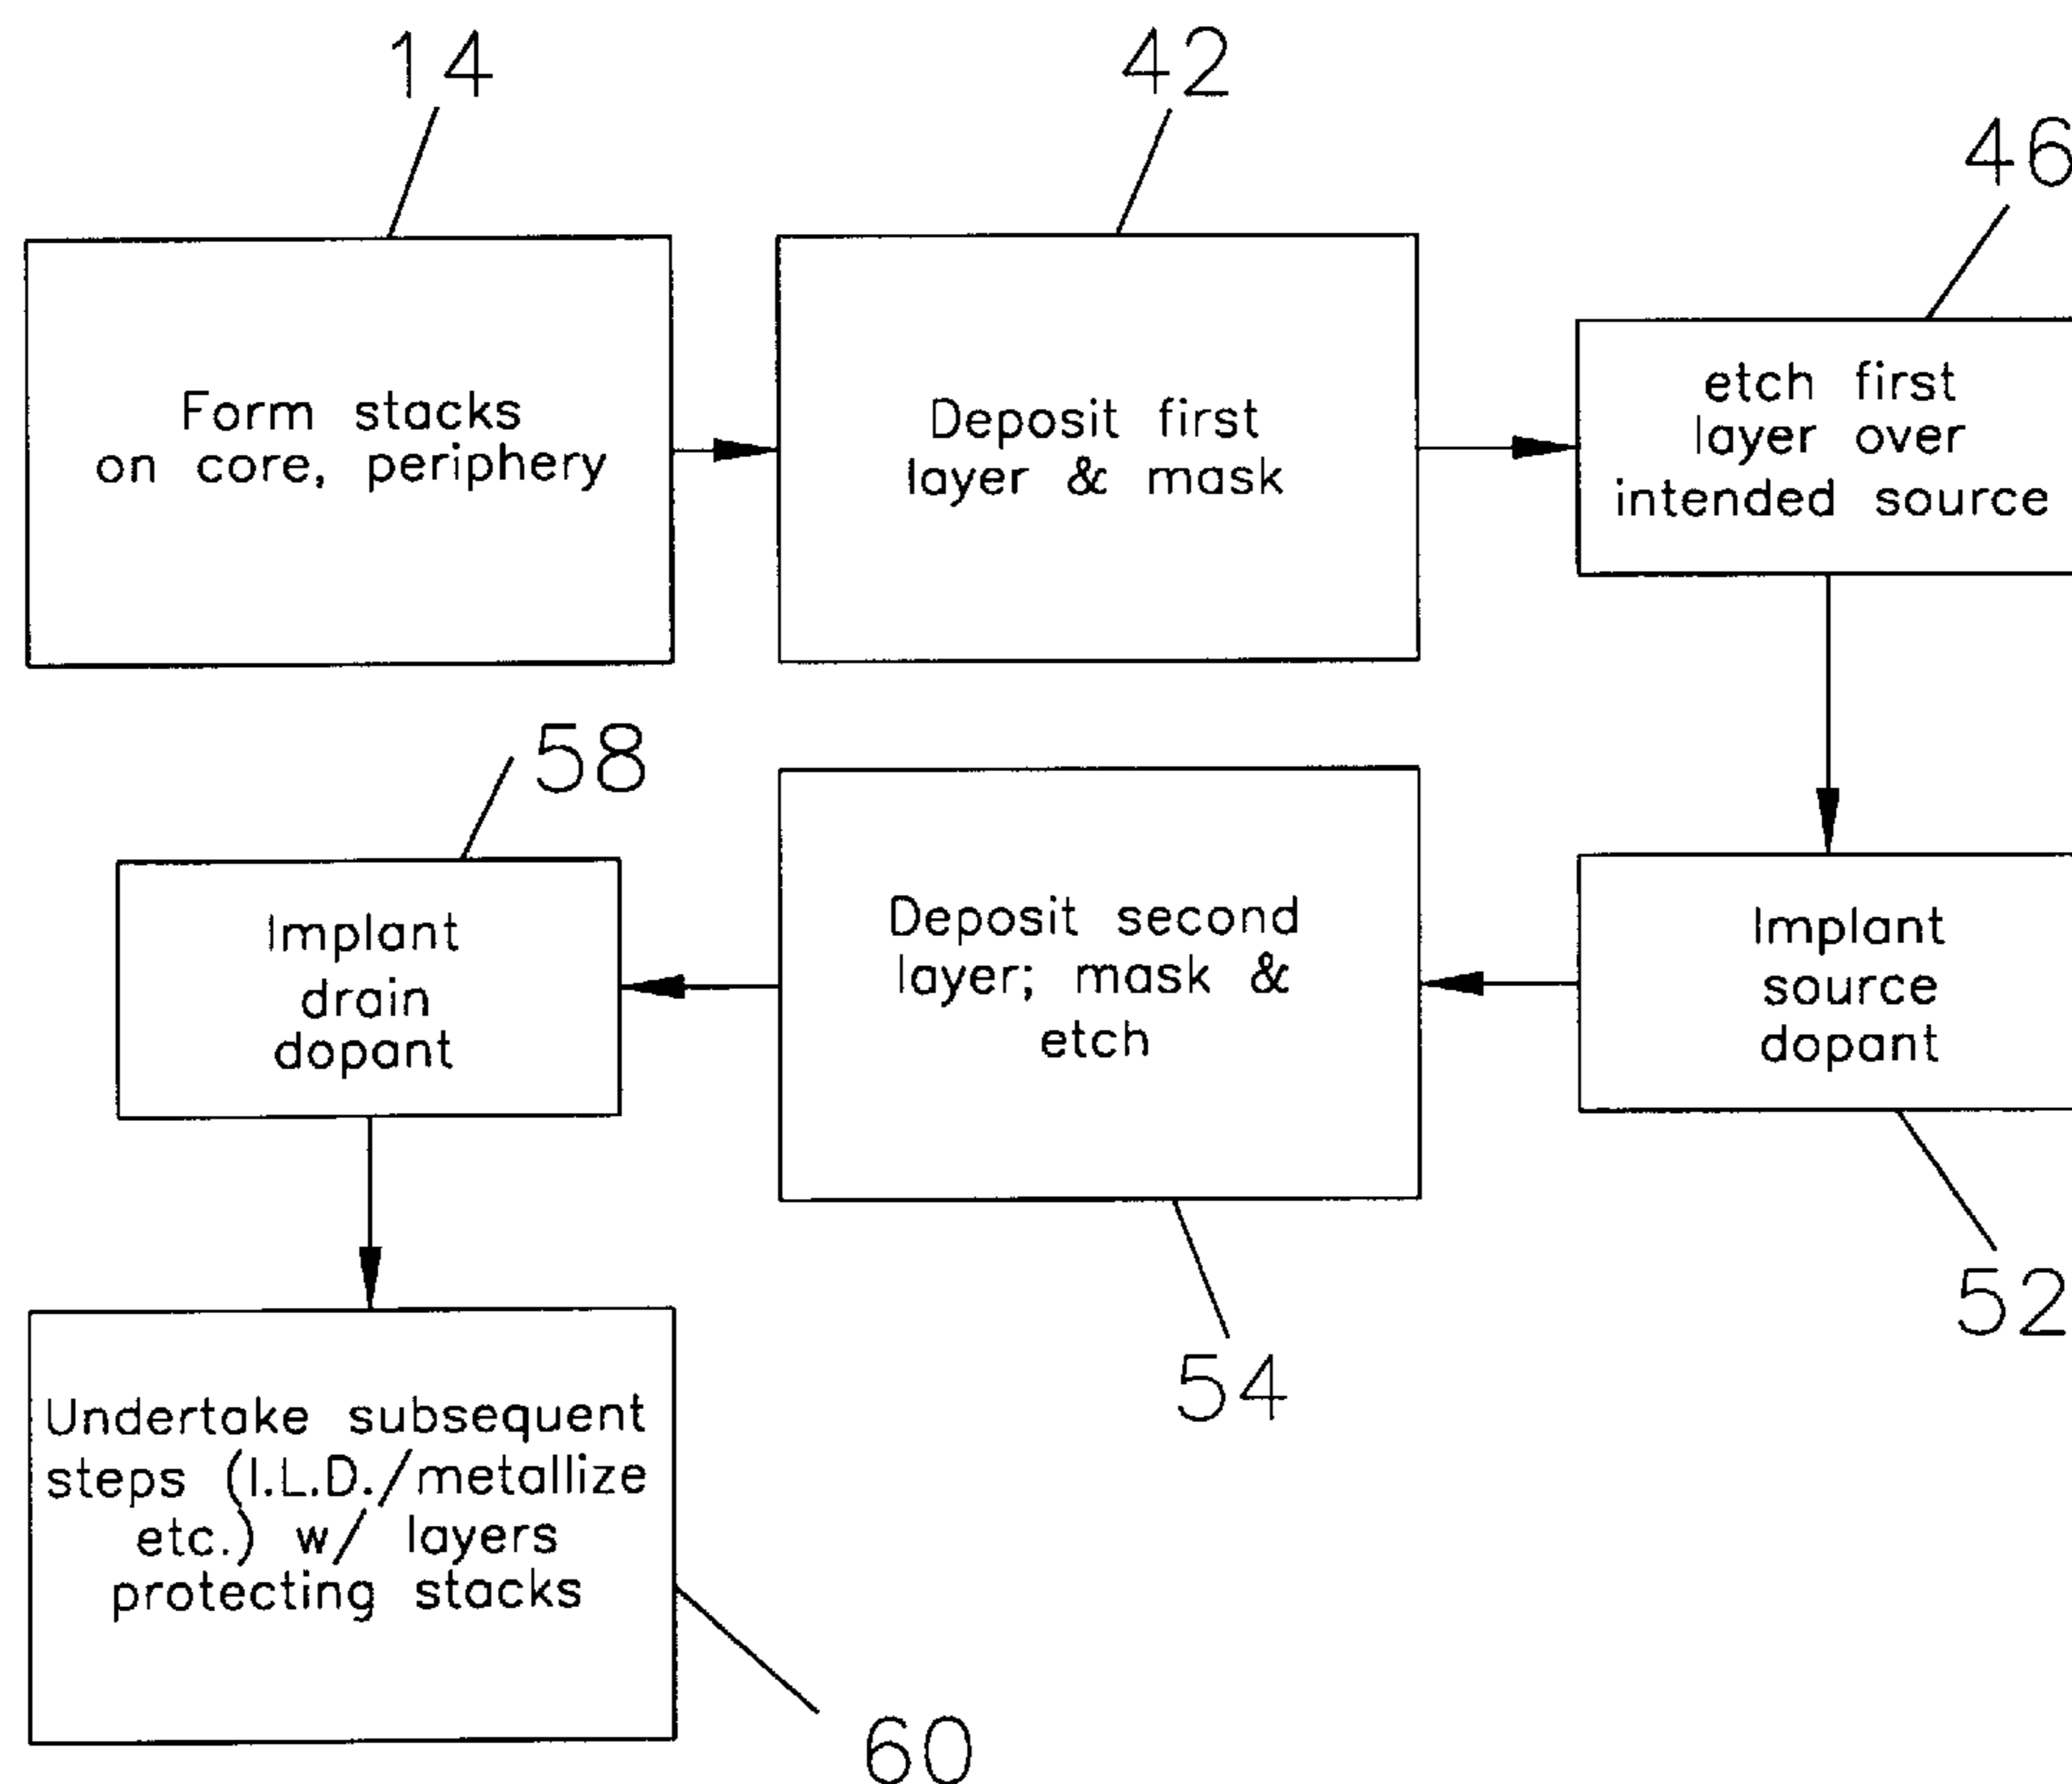 14
Form stacks
on core, periphery
42
Deposit first
layer & mask
46
etch first
layer over
intended source
52
Implant
source
dopant
54
Deposit second
layer; mask &
etch
58
Implant
drain
dopant
60
Undertake subsequent
steps (I.L.D./metallize
etc.) w/ layers
protecting stacks